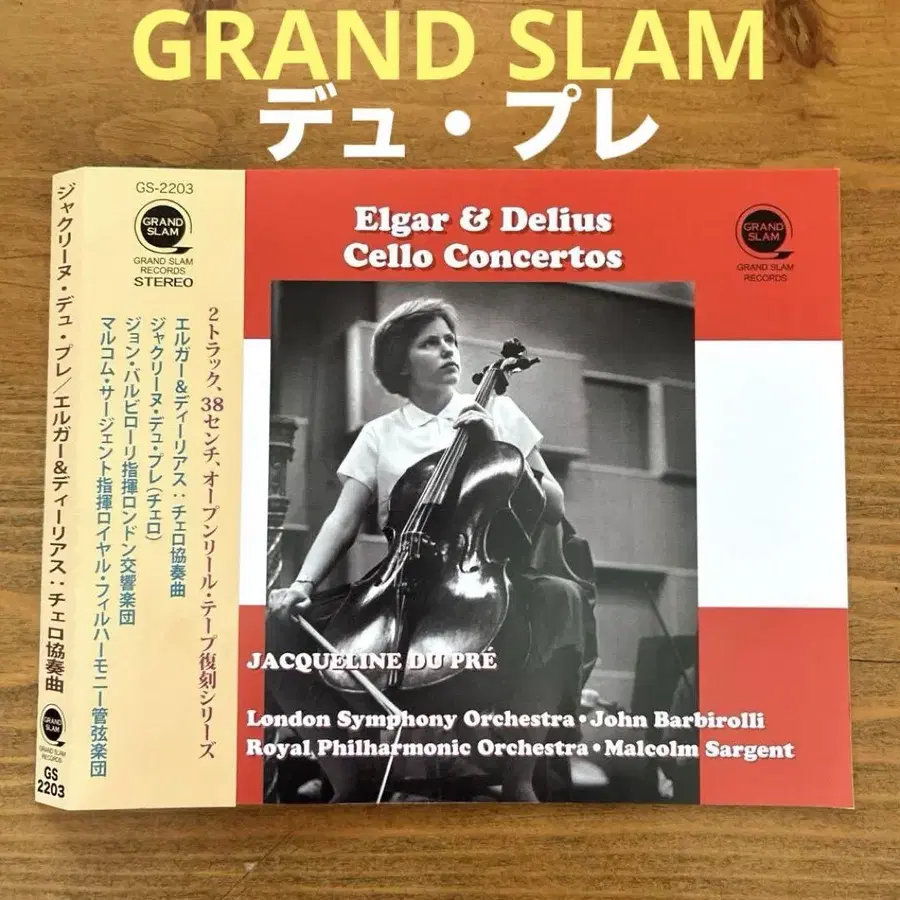 GRAND SLAM
デュ・プレ
ジャクリーヌ・デュ・プレ/エルガー&ディーリアス:チェロ協奏曲
GRAND
SLAM
GRAND SLAM
RECORDS
GS
2203
GS-2203
GRAND
SLAM
GRAND SLAM
RECORDS
STEREO
2トラック、38センチ、オープンリール・テープ復刻シリーズ
エルガー&ディーリアス:チェロ協奏曲
ジャクリーヌ・デュ・プレ(チェロ)
ジョン・バルビローリ指揮ロンドン交響楽団
マルコム・サージェント指揮ロイヤル・フィルハーモニー管弦楽団
Elgar & Delius
Cello Concertos
GRAND
SLAM
GRAND SLAM
RECORDS
JACQUELINE DU PRÉ
London Symphony Orchestra・John Barbirolli
Royal Philharmonic Orchestra・Malcolm Sargent